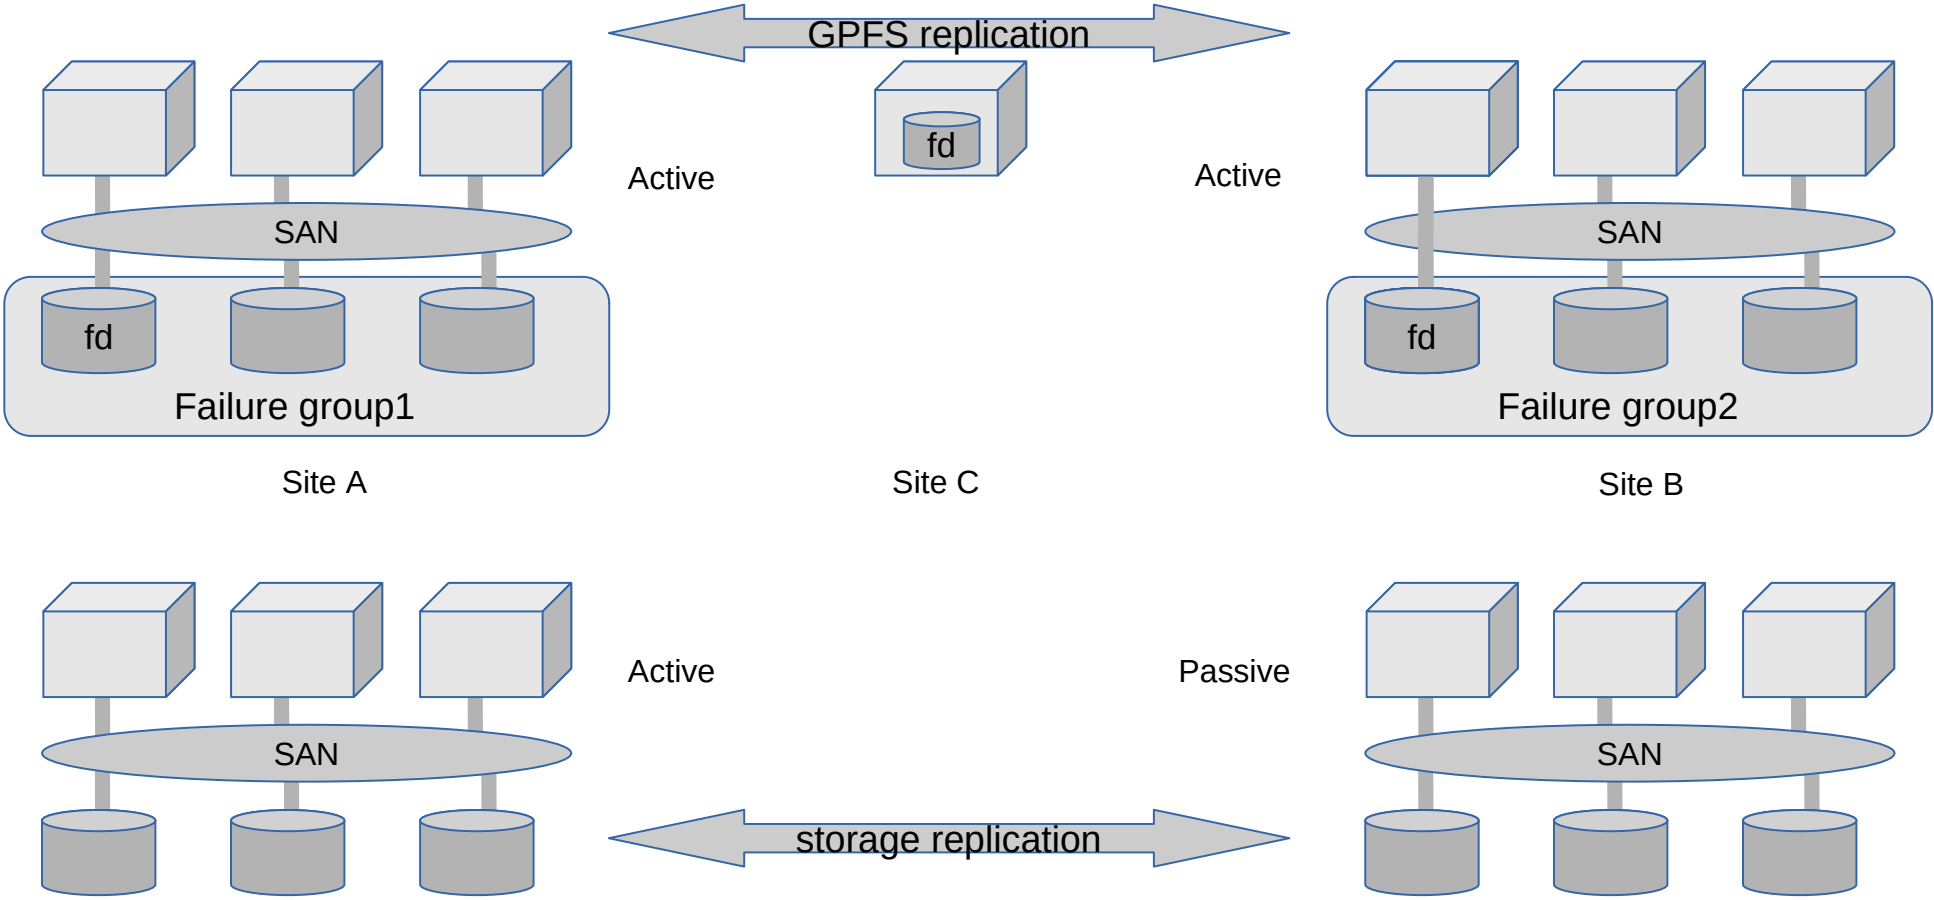 GPFS replication
fd
Active
Active
SAN
SAN
fd
fd
Failure group1
Failure group2
Site A
Site C
Site B
Active
Passive
SAN
SAN
storage replication